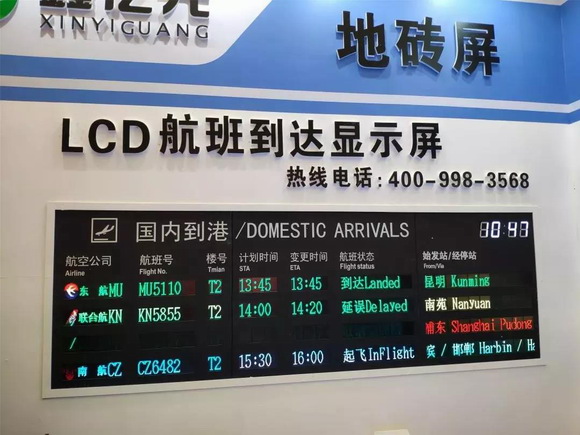 XINYIGUANG
地砖屏
LCD航班到达显示屏
热线电话:400-998-3568
国内到港/DOMESTIC ARRIVALS 10:47
航空公司 航班号 楼号 计划时间 变更时间 航班状态 始发站/经停站
Airline Flight No. Tmian STA ETA Flight status From/Via
东 航MU MU5110 T2 13:45 13:45 到达Landed 昆明 Kunming
联合航KN KN5855 T2 14:00 14:20 延误Delayed 南苑 Nanyuan
/ 浦东 Shanghai Pudong
南 航CZ CZ6482 T2 15:30 16:00 起飞InFlight 宾 / 邯郸 Harbin / Ha